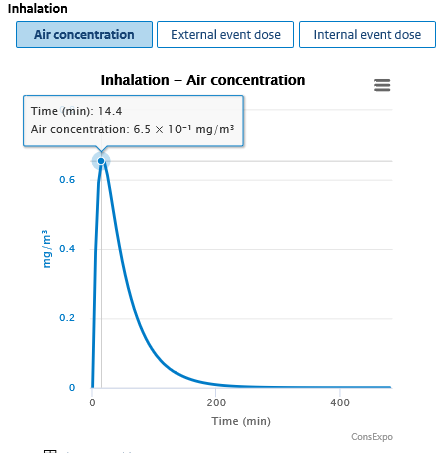 Inhalation
Air concentration
External event dose
Internal event dose
Inhalation – Air concentration
Time (min): 14.4
Air concentration: 6.5 × 10⁻¹ mg/m³
mg/m³
0.6
0.4
0.2
0
0
200
400
Time (min)
ConsExpo